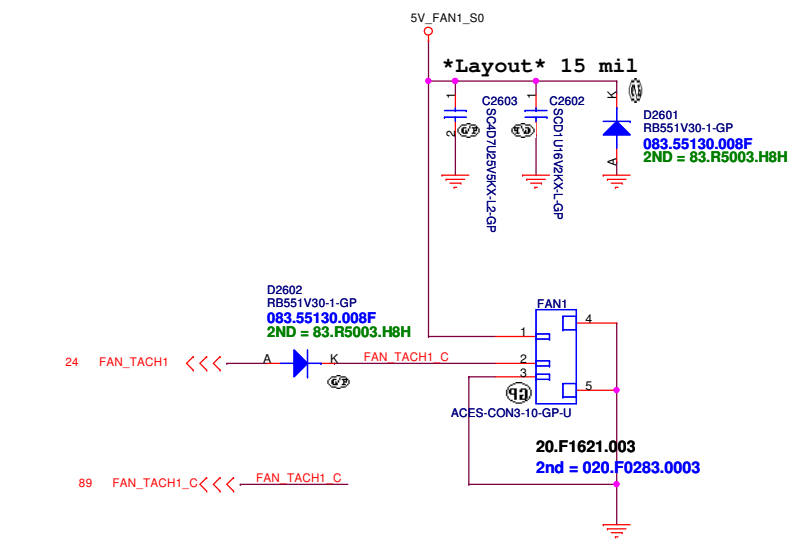 5V_FAN1_S0
*Layout* 15 mil
1
C2603
SC4D7U25V5KX-L2-GP
2
1
C2602
SCD1U16V2KX-L-GP
K
D2601
RB551V30-1-GP
083.55130.008F
2ND = 83.R5003.H8H
A
D2602
RB551V30-1-GP
083.55130.008F
2ND = 83.R5003.H8H
FAN1
1
4
24 FAN_TACH1
A
K
FAN_TACH1_C
2
3
5
GP
ACES-CON3-10-GP-U
20.F1621.003
2nd = 020.F0283.0003
89 FAN_TACH1_C
FAN_TACH1_C